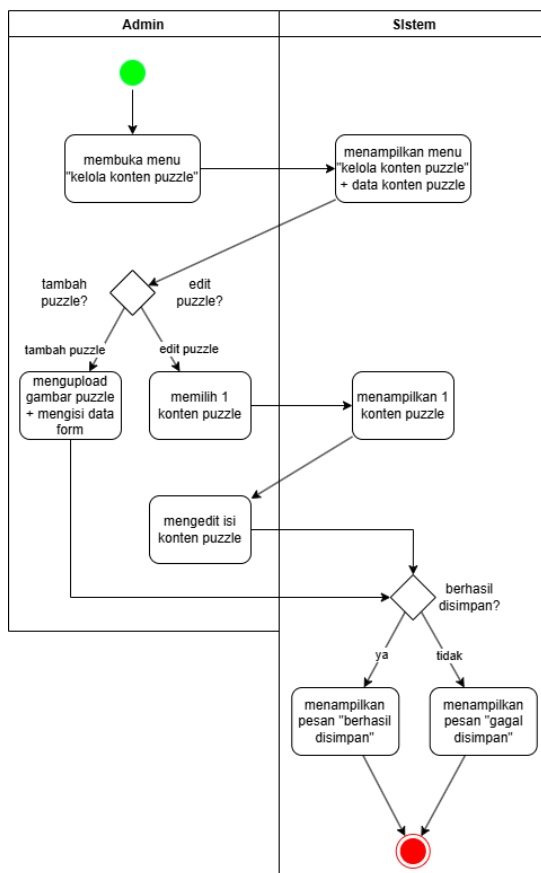 Admin
Sistem
membuka menu
"kelola konten puzzle"
menampilkan menu
"kelola konten puzzle"
+ data konten puzzle
tambah
puzzle?
edit
puzzle?
tambah puzzle
edit puzzle
mengupload
gambar puzzle
+ mengisi data
form
memilih 1
konten puzzle
menampilkan 1
konten puzzle
mengedit isi
konten puzzle
berhasil
disimpan?
ya
tidak
menampilkan
pesan "berhasil
disimpan"
menampilkan
pesan "gagal
disimpan"